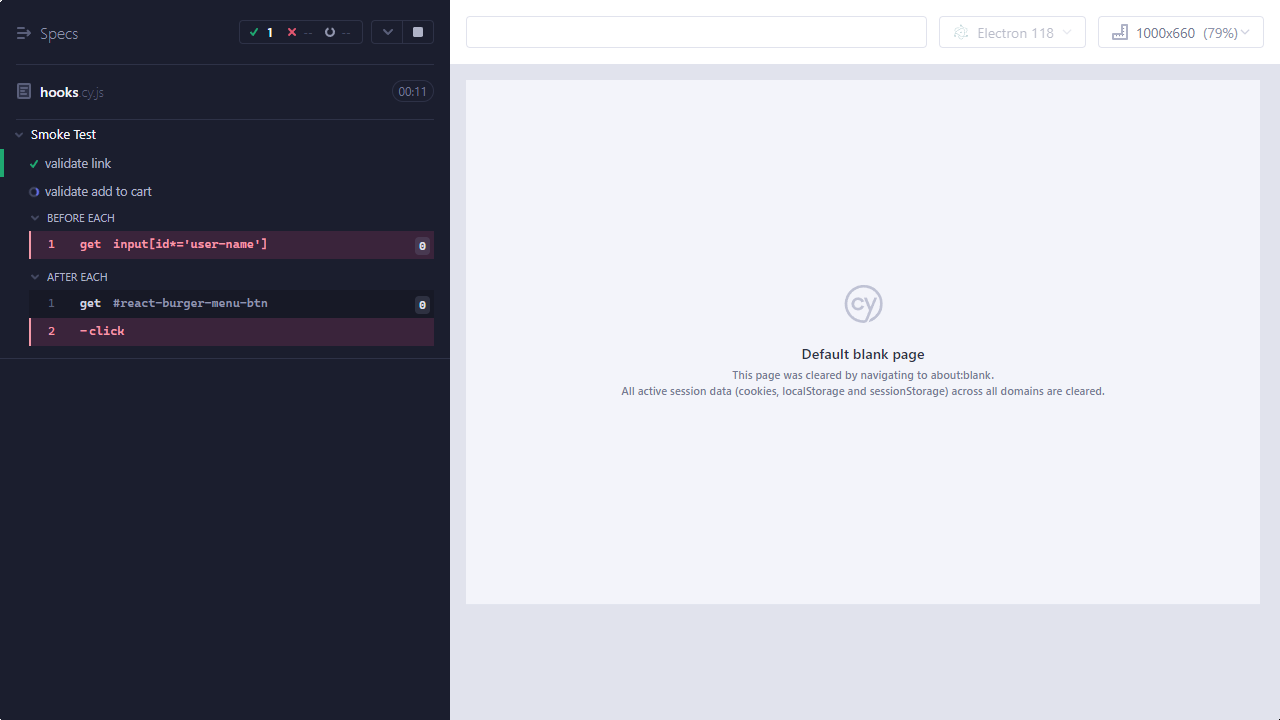 Specs
1 -- --
hooks.cy.js
00:11
Smoke Test
validate link
validate add to cart
BEFORE EACH
1 get input[id*='user-name'] 0
AFTER EACH
1 get #react-burger-menu-btn 0
2 -click
Electron 118
1000x660 (79%)
cy
Default blank page
This page was cleared by navigating to about:blank.
All active session data (cookies, localStorage and sessionStorage) across all domains are cleared.